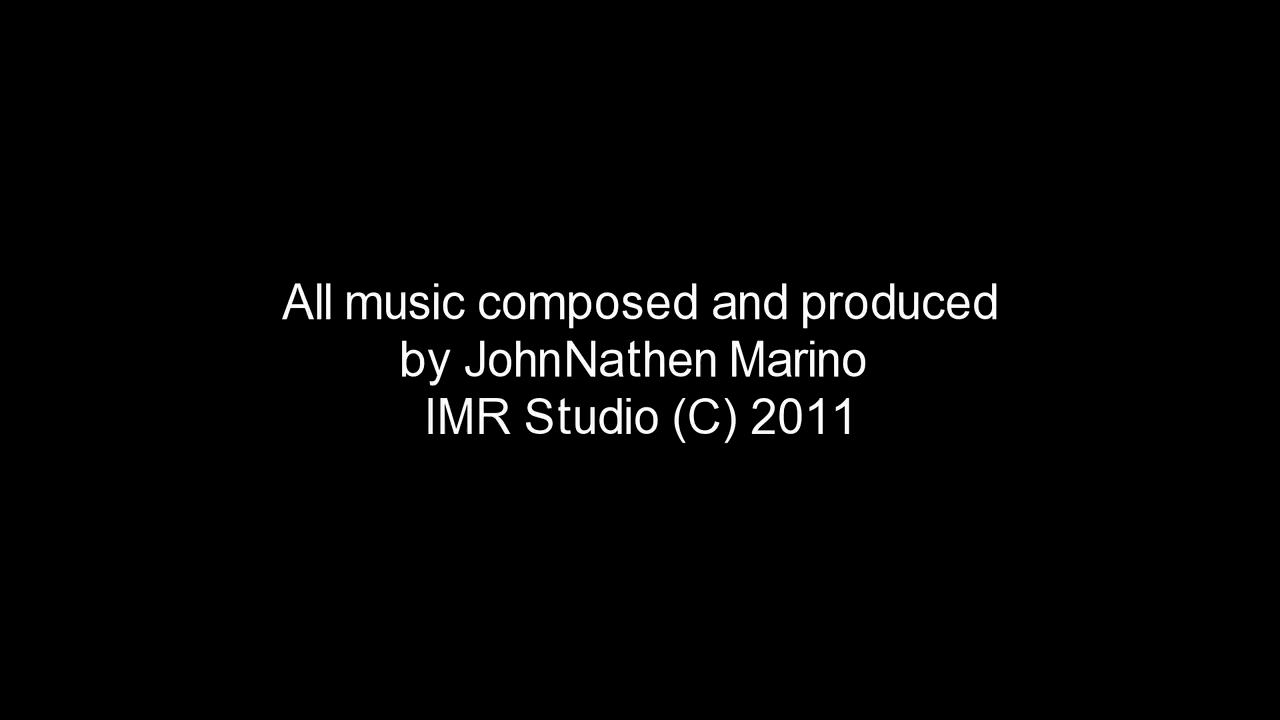 All music composed and produced
by JohnNathen Marino
IMR Studio (C) 2011